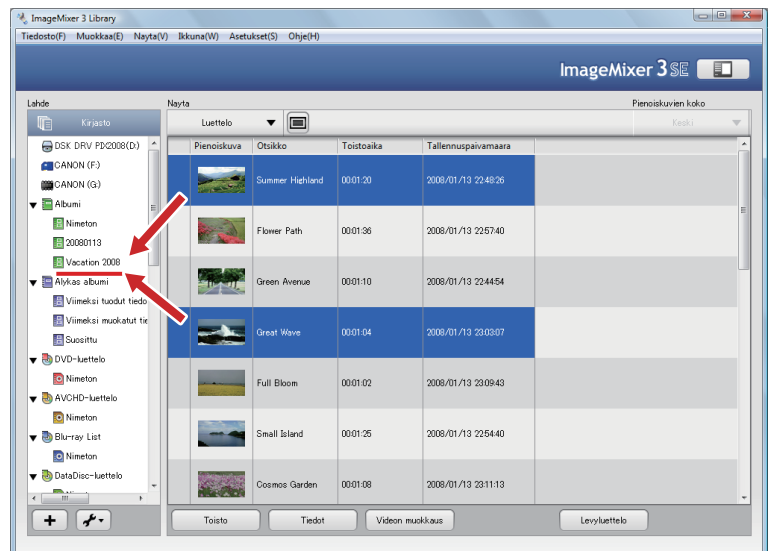 ImageMixer 3 Library
Tiedosto(F) Muokkaa(E) Nayta(V) Ikkuna(W) Asetukset(S) Ohje(H)
ImageMixer 3 SE
Lahde
Nayta
Pienoiskuvien koko
Kirjasto
Luettelo
Keski
DSK DRV PD2008(D:)
CANON (F:)
CANON (G:)
Albumi
Nimeton
20080113
Vacation 2008
Alykas albumi
Viimeksi tuodut tiedo
Viimeksi muokatut tie
Suosittu
DVD-luettelo
Nimeton
AVCHD-luettelo
Nimeton
Blu-ray List
Nimeton
DataDisc-luettelo
Pienoiskuva Otsikko Toistoaika Tallennuspaivamaara
Summer Highland 00:01:20 2008/01/13 22:48:26
Flower Path 00:01:36 2008/01/13 22:57:40
Green Avenue 00:01:10 2008/01/13 22:44:54
Great Wave 00:01:04 2008/01/13 23:03:07
Full Bloom 00:01:02 2008/01/13 23:09:43
Small Island 00:01:25 2008/01/13 22:54:40
Cosmos Garden 00:01:08 2008/01/13 23:11:13
Toisto
Tiedot
Videon muokkaus
Levyluettelo